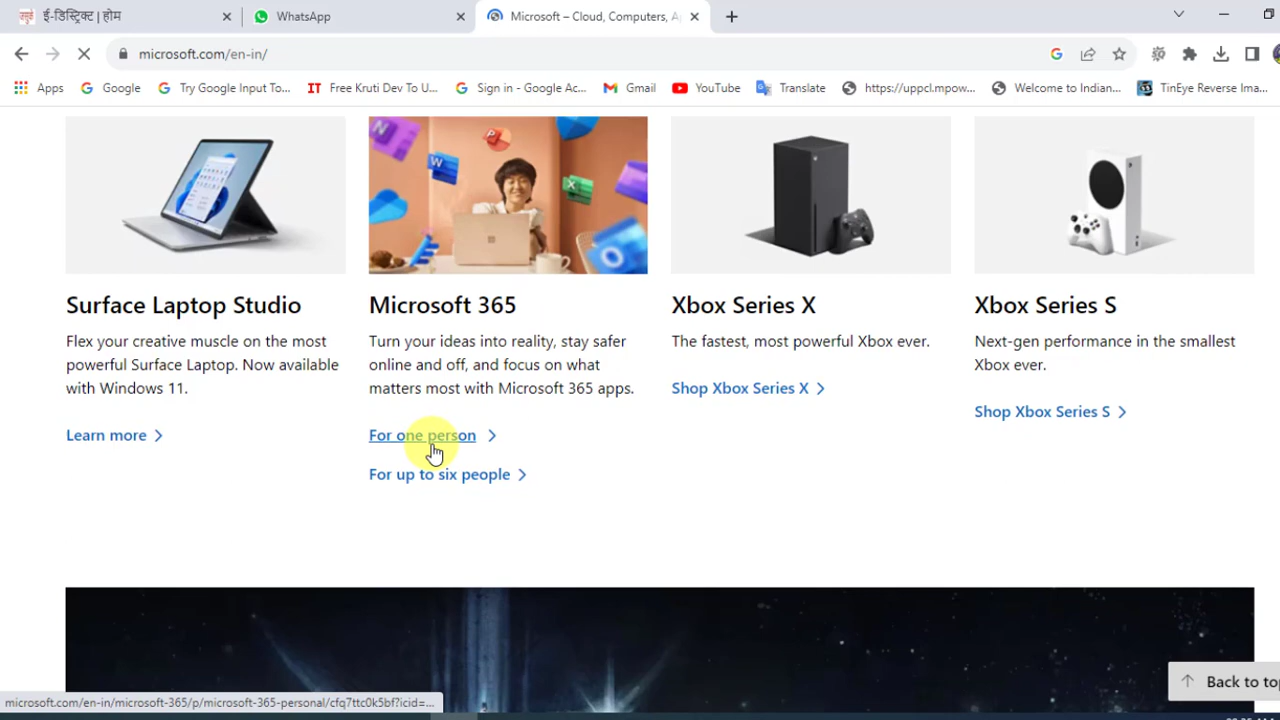 ई-डिस्ट्रिक्ट | होम
WhatsApp
Microsoft – Cloud, Computers, A
microsoft.com/en-in/
Apps
Google
Try Google Input To...
Free Kruti Dev To U...
Sign in - Google Ac...
Gmail
YouTube
Translate
https://uppcl.mpow...
Welcome to Indian...
TinEye Reverse Ima...
Surface Laptop Studio
Flex your creative muscle on the most
powerful Surface Laptop. Now available
with Windows 11.
Learn more
Microsoft 365
Turn your ideas into reality, stay safer
online and off, and focus on what
matters most with Microsoft 365 apps.
For one person
For up to six people
Xbox Series X
The fastest, most powerful Xbox ever.
Shop Xbox Series X
Xbox Series S
Next-gen performance in the smallest
Xbox ever.
Shop Xbox Series S
Back to top
microsoft.com/en-in/microsoft-365/p/microsoft-365-personal/cfq7ttc0k5bf?icid=...